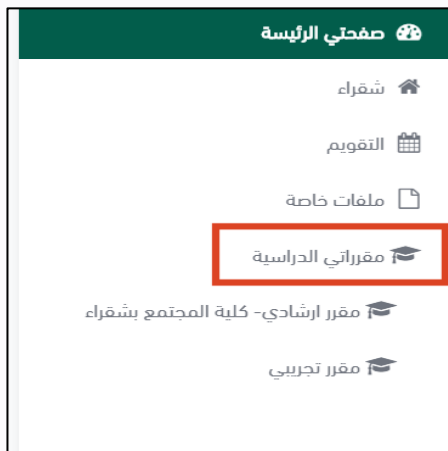 صفحتي الرئيسة
شقراء
التقويم
ملفات خاصة
مقرراتي الدراسية
مقرر ارشادي- كلية المجتمع بشقراء
مقرر تجريبي